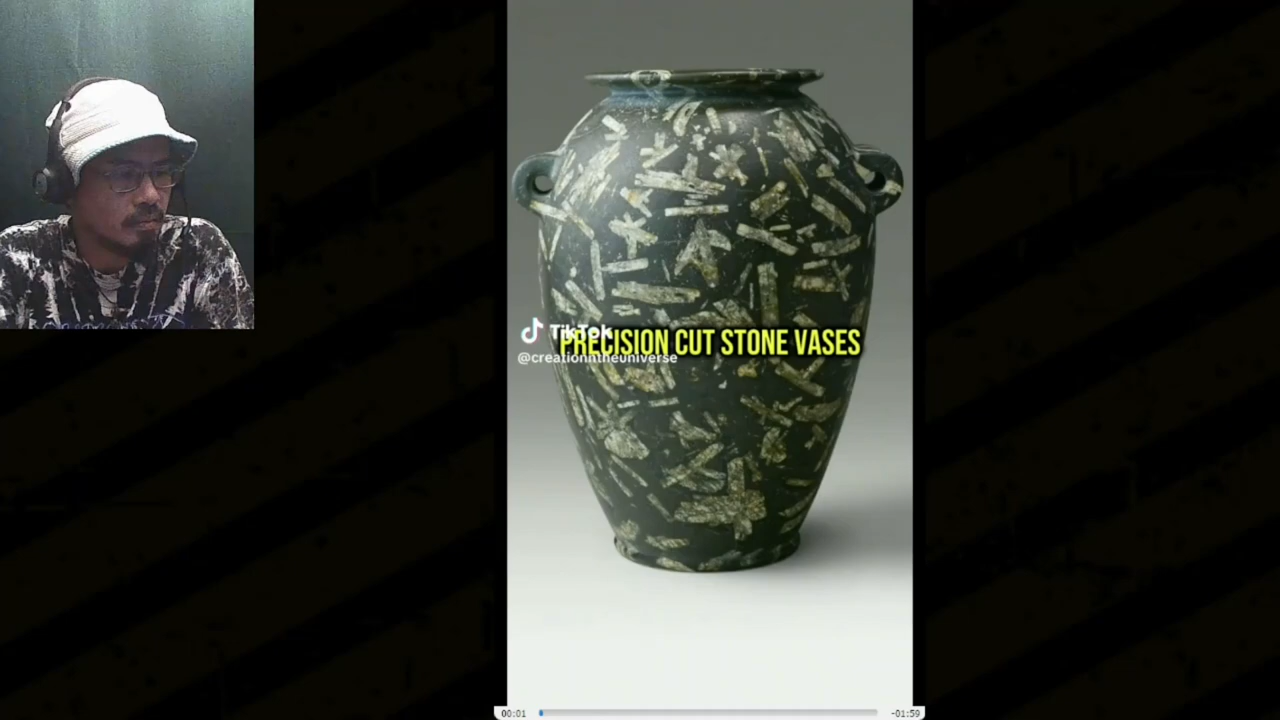 TikTok
PRECISION CUT STONE VASES
@creationntheuniverse
00:01
-01:59